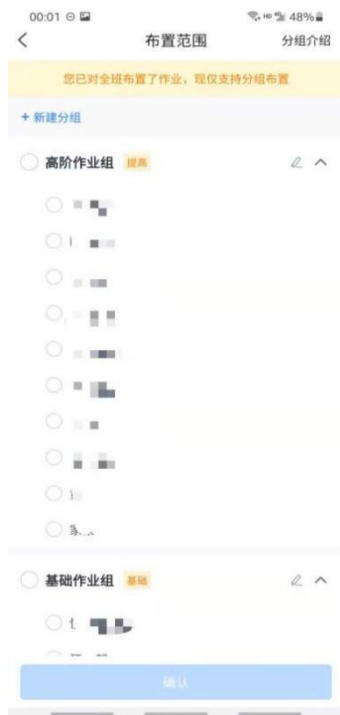 00:01 48%
布置范围 分组介绍
您已对全班布置了作业，现仅支持分组布置
+ 新建分组
高阶作业组 提高
基础作业组 基础
确认